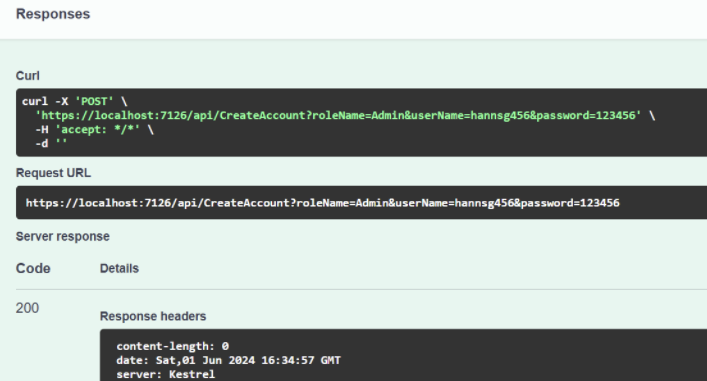 Responses
Curl
curl -X 'POST' \
'https://localhost:7126/api/CreateAccount?roleName=Admin&userName=hannsg456&password=123456' \
-H 'accept: */*' \
-d ''
Request URL
https://localhost:7126/api/CreateAccount?roleName=Admin&userName=hannsg456&password=123456
Server response
Code Details
200
Response headers
content-length: 0
date: Sat,01 Jun 2024 16:34:57 GMT
server: Kestrel